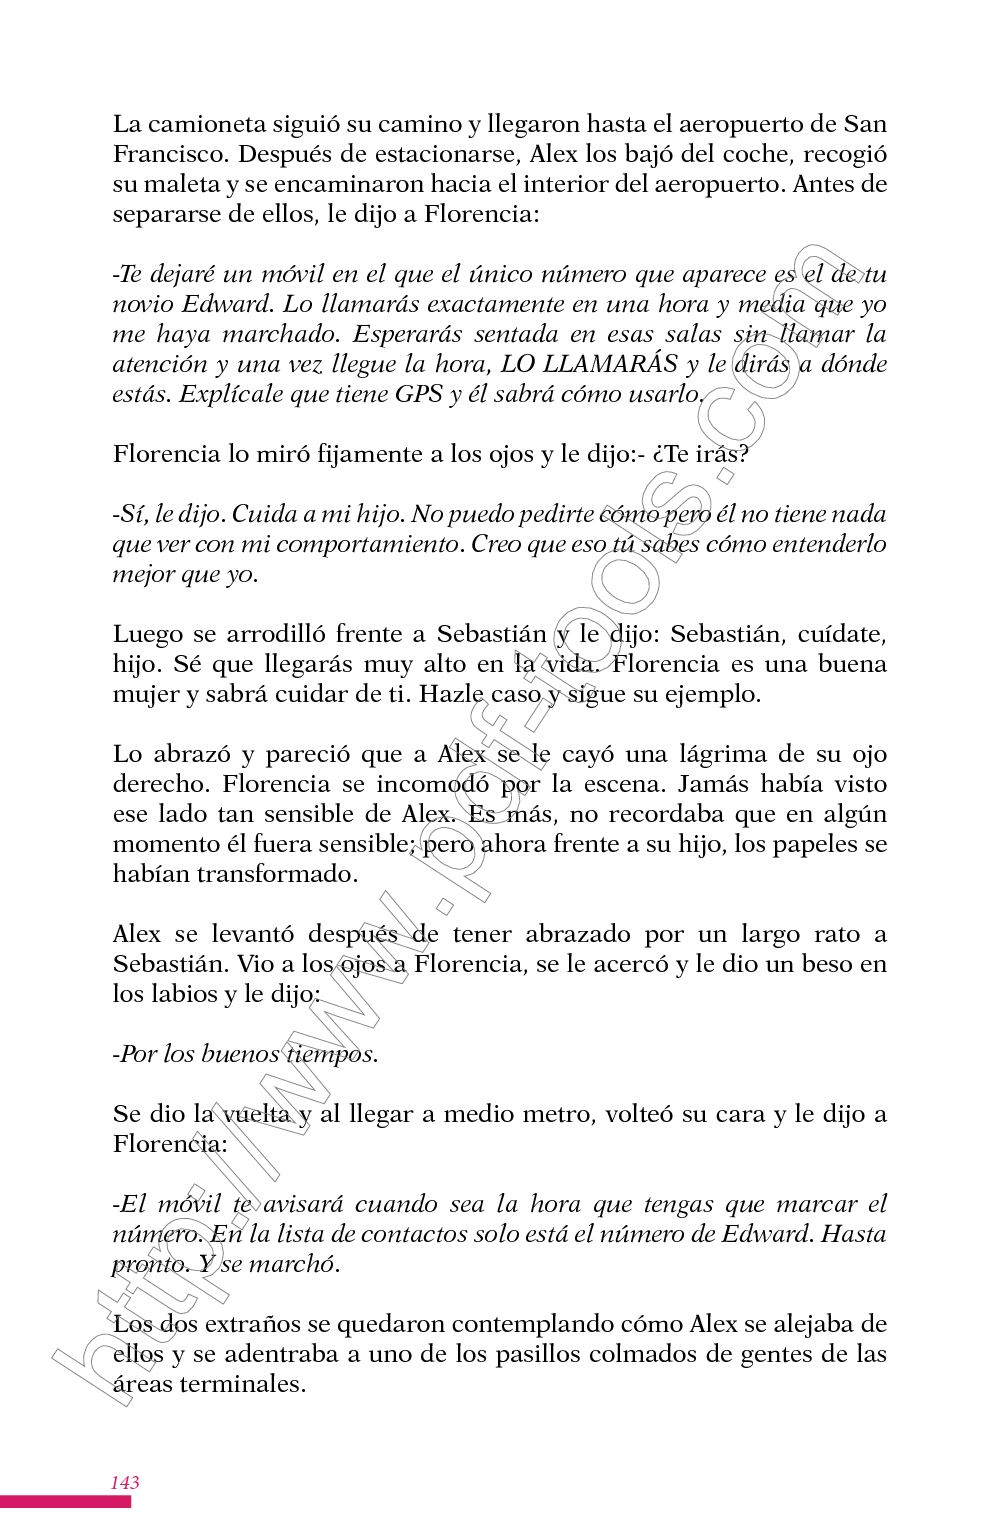 La camioneta siguió su camino y llegaron hasta el aeropuerto de San
Francisco. Después de estacionarse, Alex los bajó del coche, recogió
su maleta y se encaminaron hacia el interior del aeropuerto. Antes de
separarse de ellos, le dijo a Florencia:
-Te dejaré un móvil en el que el único número que aparece es el de tu
novio Edward. Lo llamarás exactamente en una hora y media que yo
me haya marchado. Esperarás sentada en esas salas sin llamar la
atención y una vez llegue la hora, LO LLAMARÁS y le dirás a dónde
estás. Explícale que tiene GPS y él sabrá cómo usarlo.
Florencia lo miró fijamente a los ojos y le dijo:- ¿Te irás?
-Sí, le dijo. Cuida a mi hijo. No puedo pedirte cómo pero él no tiene nada
que ver con mi comportamiento. Creo que eso tú sabes cómo entenderlo
mejor que yo.
Luego se arrodilló frente a Sebastián y le dijo: Sebastián, cuídate,
hijo. Sé que llegarás muy alto en la vida. Florencia es una buena
mujer y sabrá cuidar de ti. Hazle caso y sigue su ejemplo.
Lo abrazó y pareció que a Alex se le cayó una lágrima de su ojo
derecho. Florencia se incomodó por la escena. Jamás había visto
ese lado tan sensible de Alex. Es más, no recordaba que en algún
momento él fuera sensible; pero ahora frente a su hijo, los papeles se
habían transformado.
Alex se levantó después de tener abrazado por un largo rato a
Sebastián. Vio a los ojos a Florencia, se le acercó y le dio un beso en
los labios y le dijo:
-Por los buenos tiempos.
Se dio la vuelta y al llegar a medio metro, volteó su cara y le dijo a
Florencia:
-El móvil te avisará cuando sea la hora que tengas que marcar el
número. En la lista de contactos solo está el número de Edward. Hasta
pronto. Y se marchó.
Los dos extraños se quedaron contemplando cómo Alex se alejaba de
ellos y se adentraba a uno de los pasillos colmados de gentes de las
áreas terminales.
143
http://www.pdf-tools.com